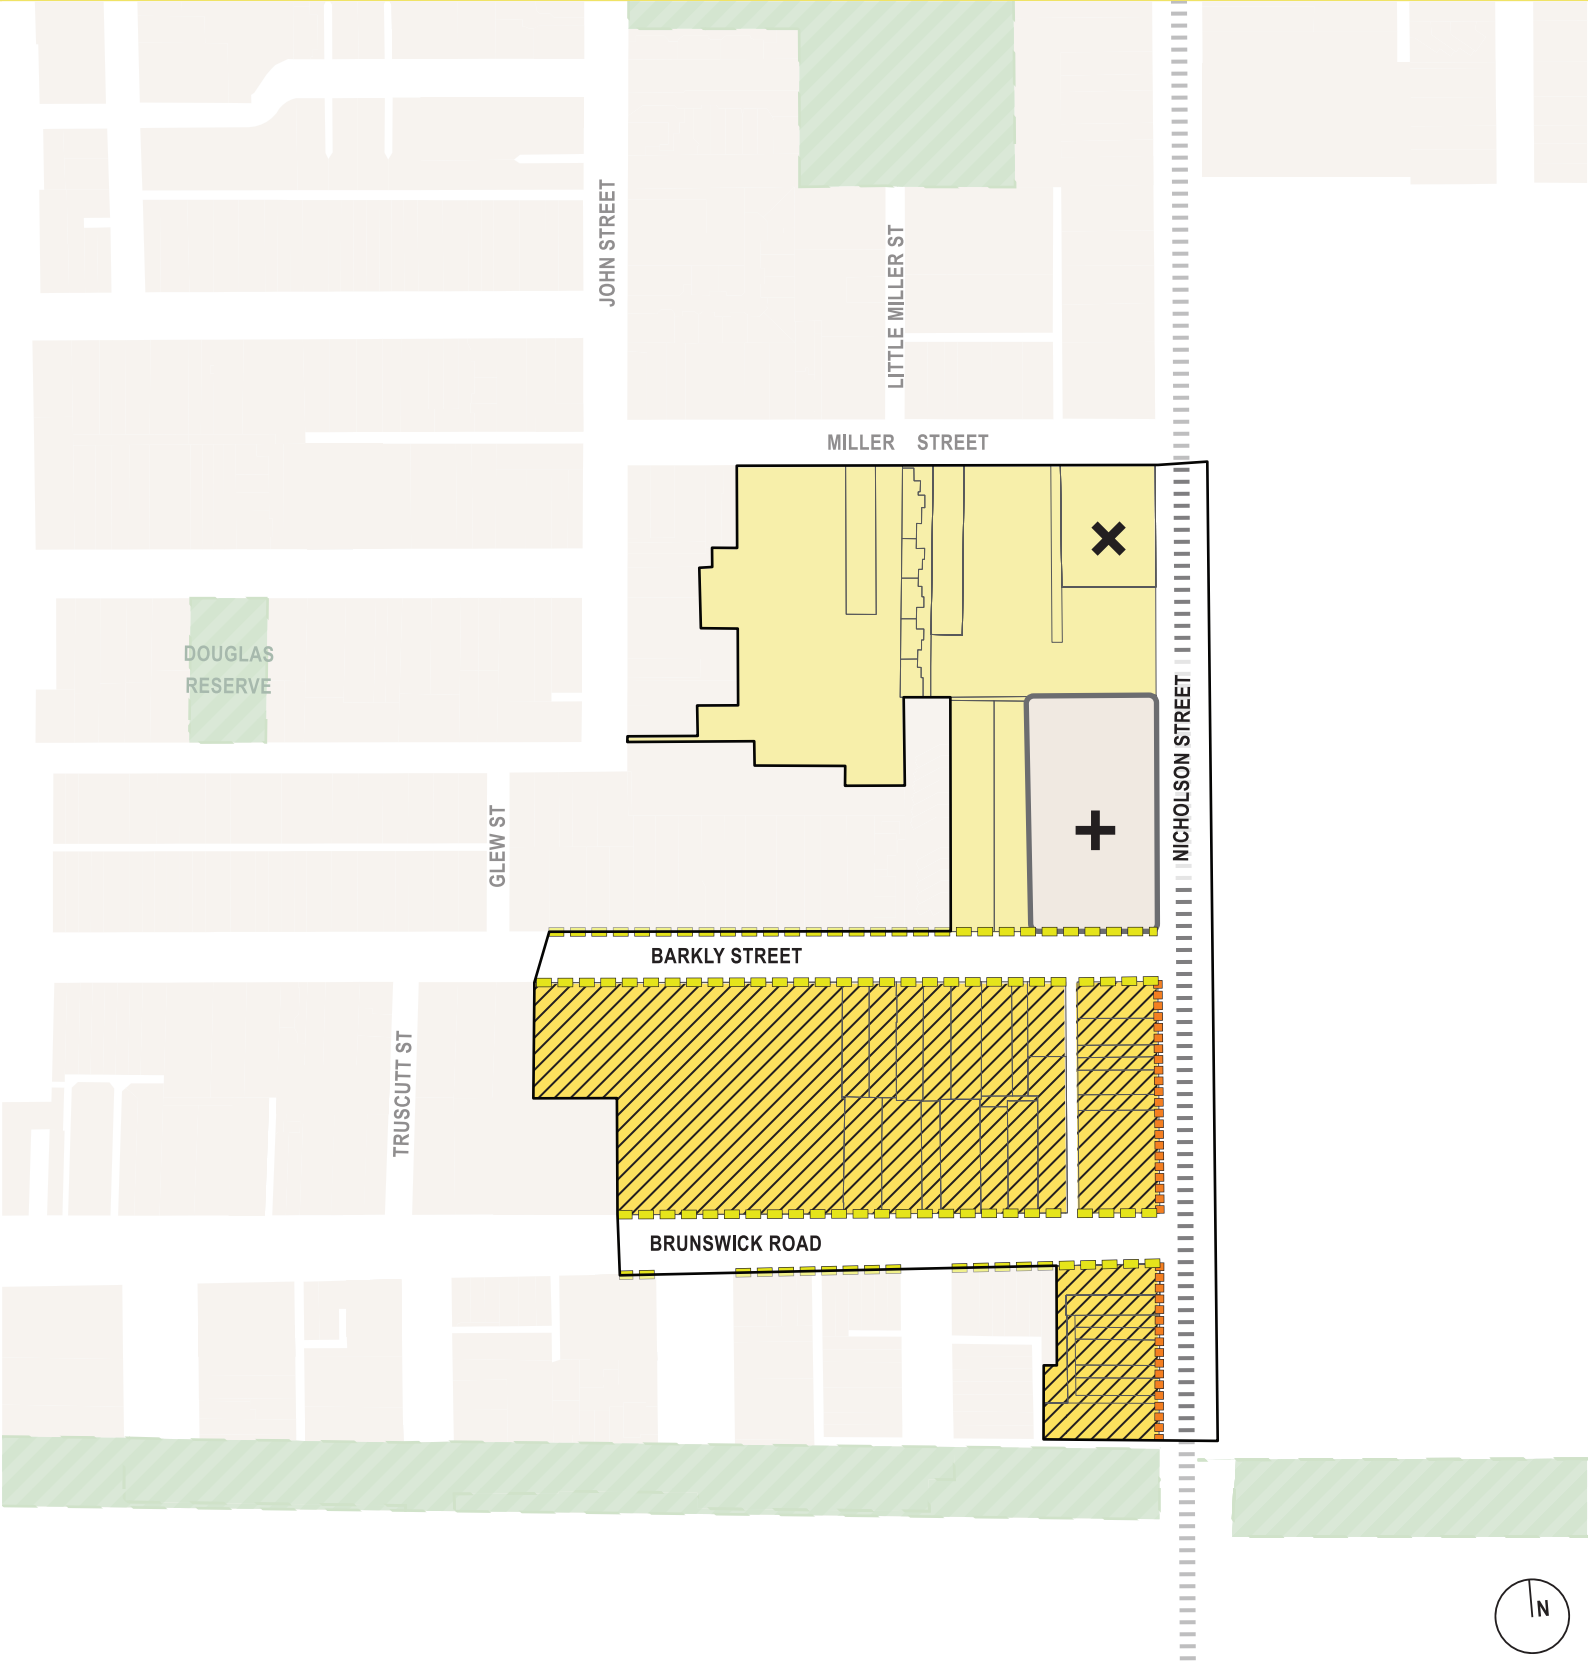 JOHN STREET
LITTLE MILLER ST
MILLER STREET
DOUGLAS
RESERVE
NICHOLSON STREET
GLEW ST
BARKLY STREET
TRUSCUTT ST
BRUNSWICK ROAD
N